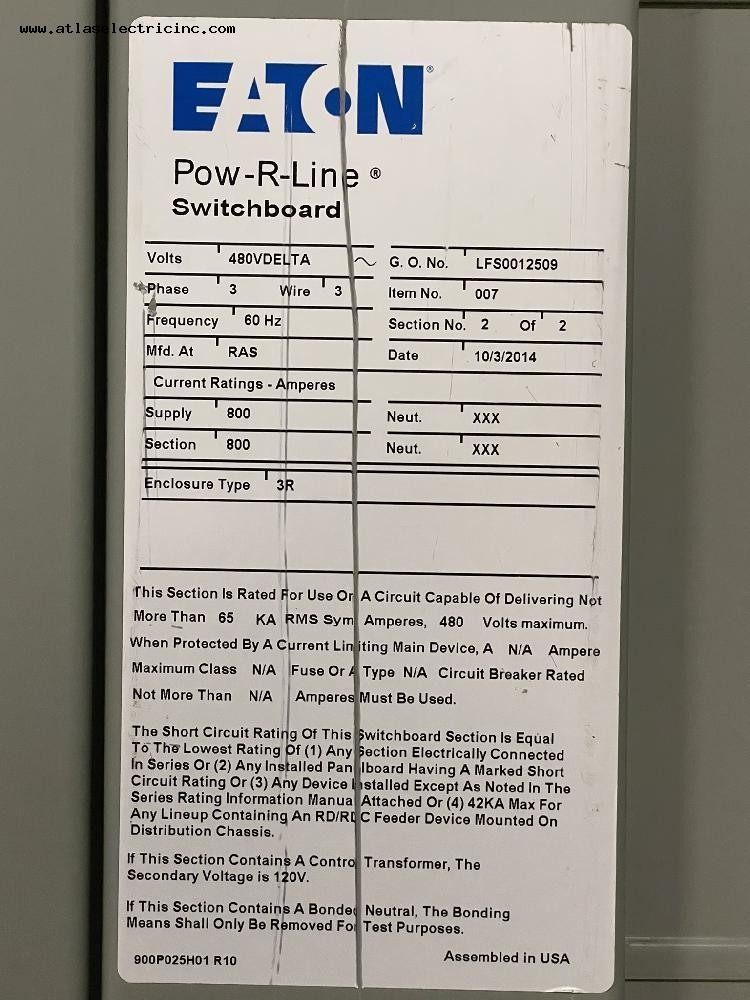 www.atlaselectricinc.com
EATON®
Pow-R-Line ®
Switchboard
Volts 480VDELTA ~ G. O. No. LFS0012509
Phase 3 Wire 3 Item No. 007
Frequency 60 Hz Section No. 2 Of 2
Mfd. At RAS Date 10/3/2014
Current Ratings - Amperes
Supply 800 Neut. XXX
Section 800 Neut. XXX
Enclosure Type 3R
This Section Is Rated For Use On A Circuit Capable Of Delivering Not
More Than 65 KA RMS Sym Amperes, 480 Volts maximum.
When Protected By A Current Limiting Main Device, A N/A Ampere
Maximum Class N/A Fuse Or A Type N/A Circuit Breaker Rated
Not More Than N/A Amperes Must Be Used.
The Short Circuit Rating Of This Switchboard Section Is Equal
To The Lowest Rating Of (1) Any Section Electrically Connected
In Series Or (2) Any Installed Panelboard Having A Marked Short
Circuit Rating Or (3) Any Device Installed Except As Noted In The
Series Rating Information Manual Attached Or (4) 42KA Max For
Any Lineup Containing An RD/RDC Feeder Device Mounted On
Distribution Chassis.
If This Section Contains A Control Transformer, The
Secondary Voltage is 120V.
If This Section Contains A Bonded Neutral, The Bonding
Means Shall Only Be Removed For Test Purposes.
900P025H01 R10 Assembled in USA